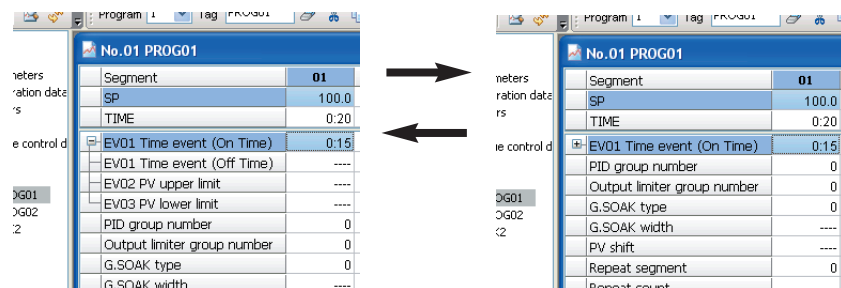 Program 1 Tag PROG01
No.01 PROG01
Segment 01
SP 100.0
TIME 0:20
EV01 Time event (On Time) 0:15
EV01 Time event (Off Time) ----
EV02 PV upper limit ----
EV03 PV lower limit ----
PID group number 0
Output limiter group number 0
G.SOAK type 0
G.SOAK width ----
neters
ration data
rs
e control d
OG01
OG02
K2
Program 1 Tag PROG01
No.01 PROG01
Segment 01
SP 100.0
TIME 0:20
EV01 Time event (On Time) 0:15
PID group number 0
Output limiter group number 0
G.SOAK type 0
G.SOAK width ----
PV shift ----
Repeat segment 0
Repeat count
neters
ration data
rs
e control d
OG01
OG02
K2